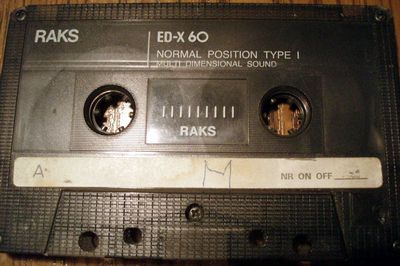 RAKS
ED-X 60
NORMAL POSITION TYPE I
MULTI DIMENSIONAL SOUND
RAKS
A
M
NR ON OFF